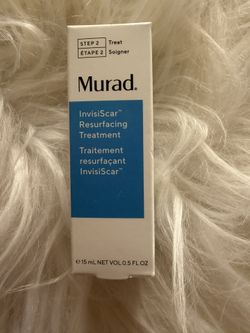 STEP 2 Treat
ÉTAPE 2 Soigner
Murad.
InvisiScar™
Resurfacing
Treatment
Traitement
resurfaçant
InvisiScar™
℮ 15 mL NET VOL 0.5 FL OZ